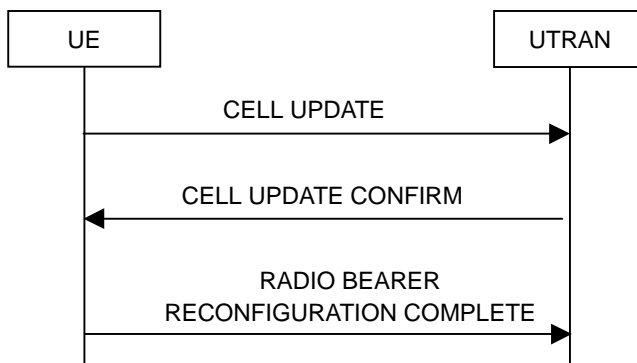 UE
UTRAN
CELL UPDATE
CELL UPDATE CONFIRM
RADIO BEARER
RECONFIGURATION COMPLETE